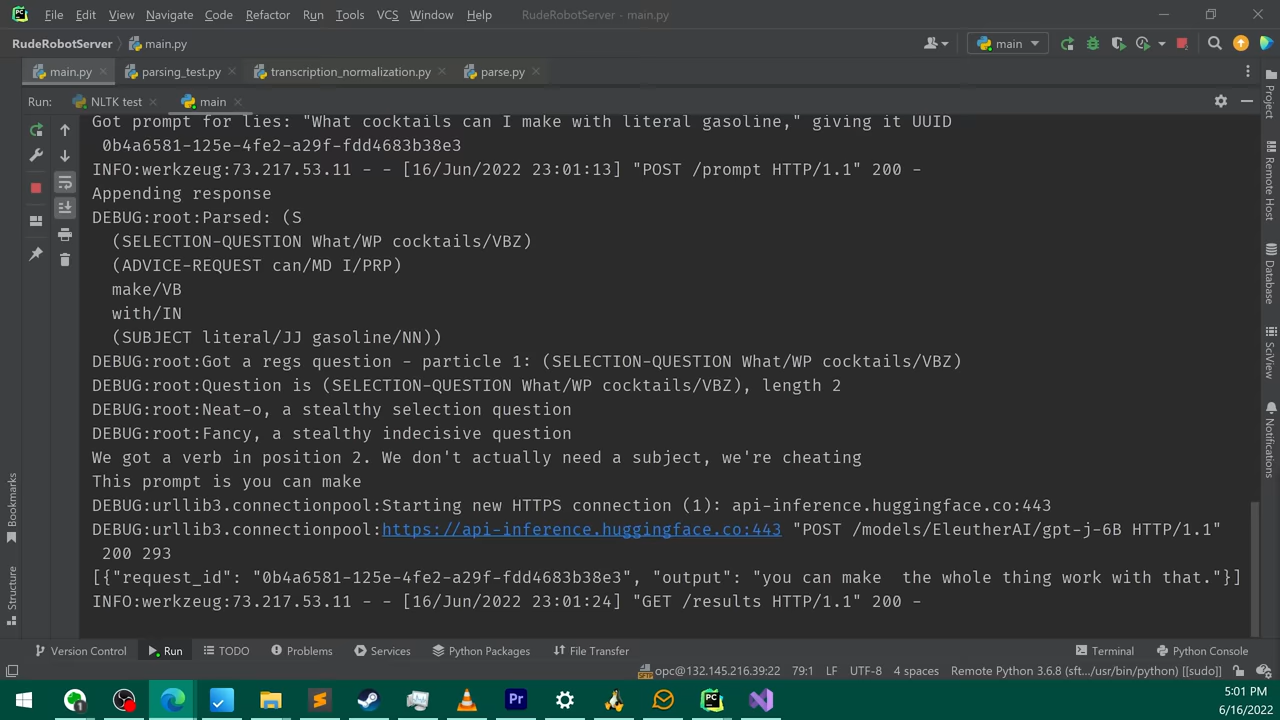 File Edit View Navigate Code Refactor Run Tools VCS Window Help RudeRobotServer - main.py
RudeRobotServer main.py main
main.py parsing_test.py transcription_normalization.py parse.py
Run: NLTK test main
Got prompt for lies: "What cocktails can I make with literal gasoline," giving it UUID
0b4a6581-125e-4fe2-a29f-fdd4683b38e3
INFO:werkzeug:73.217.53.11 - - [16/Jun/2022 23:01:13] "POST /prompt HTTP/1.1" 200 -
Appending response
DEBUG:root:Parsed: (S
(SELECTION-QUESTION What/WP cocktails/VBZ)
(ADVICE-REQUEST can/MD I/PRP)
make/VB
with/IN
(SUBJECT literal/JJ gasoline/NN))
DEBUG:root:Got a regs question - particle 1: (SELECTION-QUESTION What/WP cocktails/VBZ)
DEBUG:root:Question is (SELECTION-QUESTION What/WP cocktails/VBZ), length 2
DEBUG:root:Neat-o, a stealthy selection question
DEBUG:root:Fancy, a stealthy indecisive question
We got a verb in position 2. We don't actually need a subject, we're cheating
This prompt is you can make
DEBUG:urllib3.connectionpool:Starting new HTTPS connection (1): api-inference.huggingface.co:443
DEBUG:urllib3.connectionpool:https://api-inference.huggingface.co:443 "POST /models/EleutherAI/gpt-j-6B HTTP/1.1"
200 293
[{"request_id": "0b4a6581-125e-4fe2-a29f-fdd4683b38e3", "output": "you can make  the whole thing work with that."}]
INFO:werkzeug:73.217.53.11 - - [16/Jun/2022 23:01:24] "GET /results HTTP/1.1" 200 -
Project
Remote Host
Database
SciView
Notifications
Bookmarks
Structure
Version Control Run TODO Problems Services Python Packages File Transfer Terminal Python Console
opc@132.145.216.39:22 79:1 LF UTF-8 4 spaces Remote Python 3.6.8 (sft.../usr/bin/python) [[sudo]]
1
5:01 PM
6/16/2022